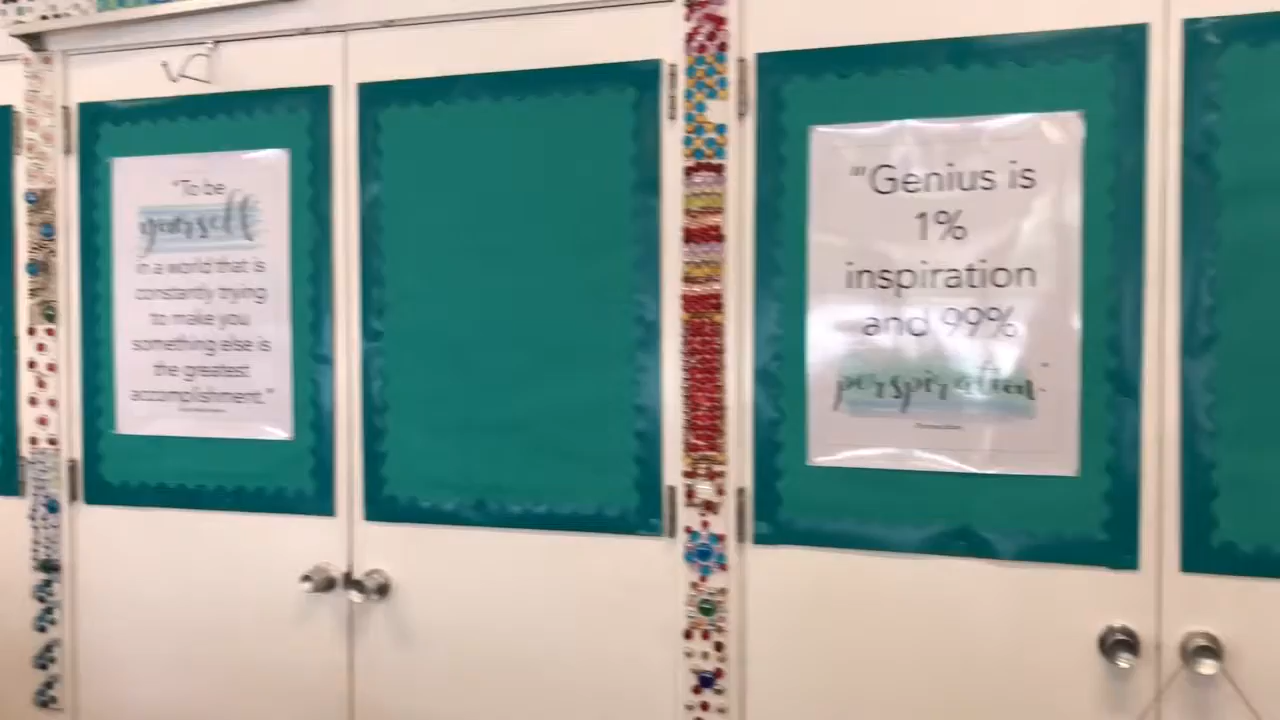 "To be
yourself
in a world that is
constantly trying
to make you
something else is
the greatest
accomplishment."
"Genius is
1%
inspiration
and 99%
perspiration."